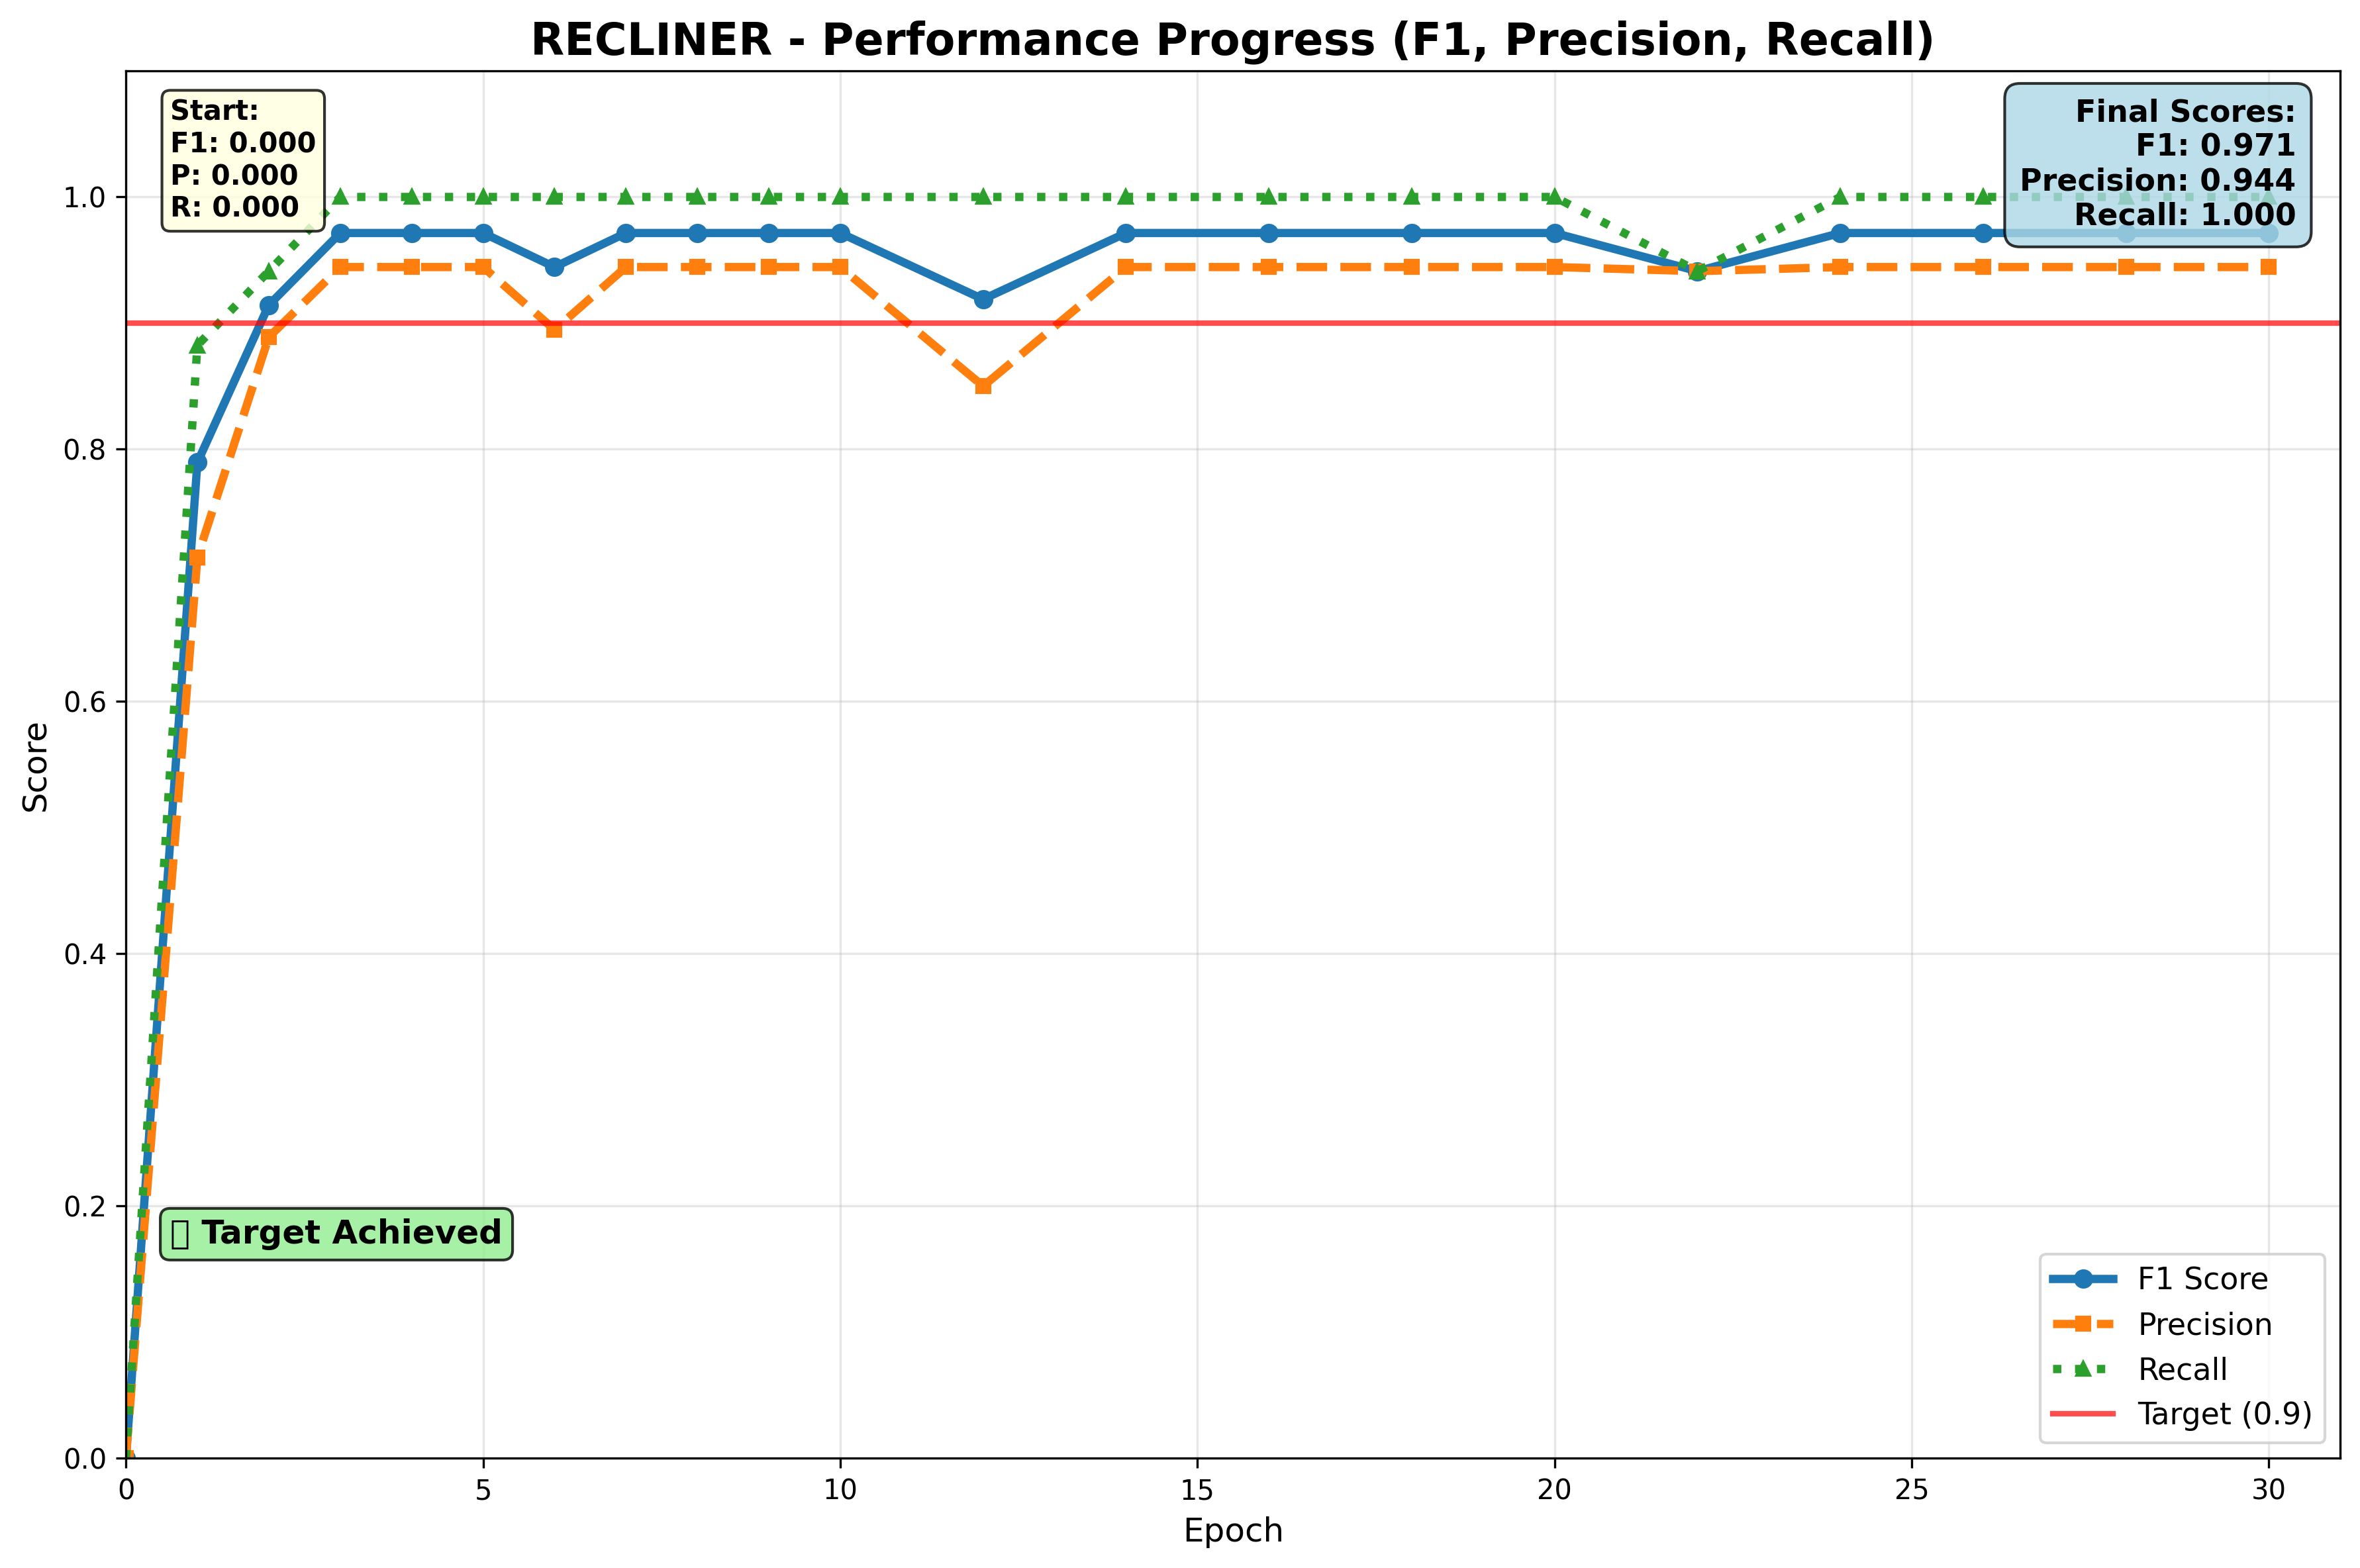 RECLINER - Performance Progress (F1, Precision, Recall)
Start:
F1: 0.000
P: 0.000
R: 0.000
Final Scores:
F1: 0.971
Precision: 0.944
Recall: 1.000
1.0
0.8
0.6
0.4
0.2
0.0
Score
Target Achieved
F1 Score
Precision
Recall
Target (0.9)
0 5 10 15 20 25 30
Epoch